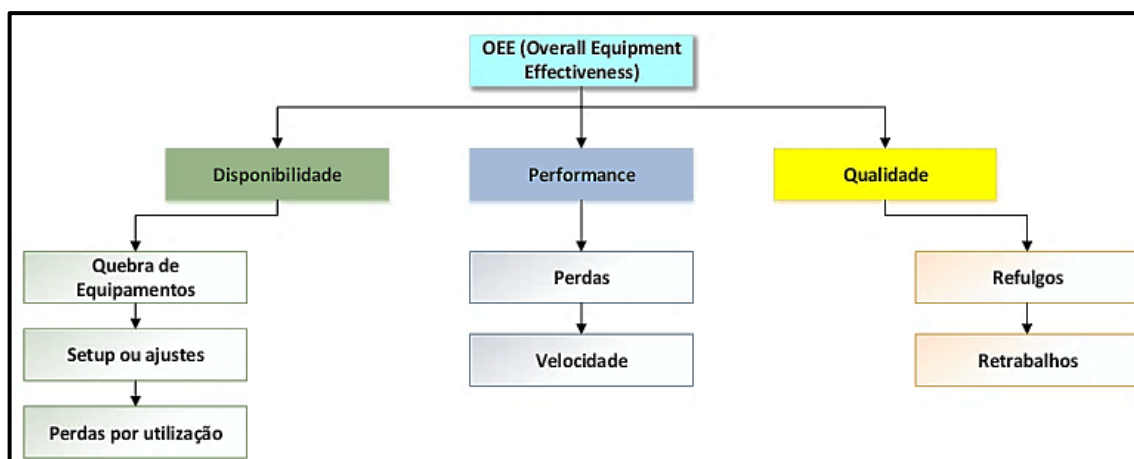 OEE (Overall Equipment
Effectiveness)
Disponibilidade
Performance
Qualidade
Quebra de
Equipamentos
Perdas
Refulgos
Setup ou ajustes
Velocidade
Retrabalhos
Perdas por utilização